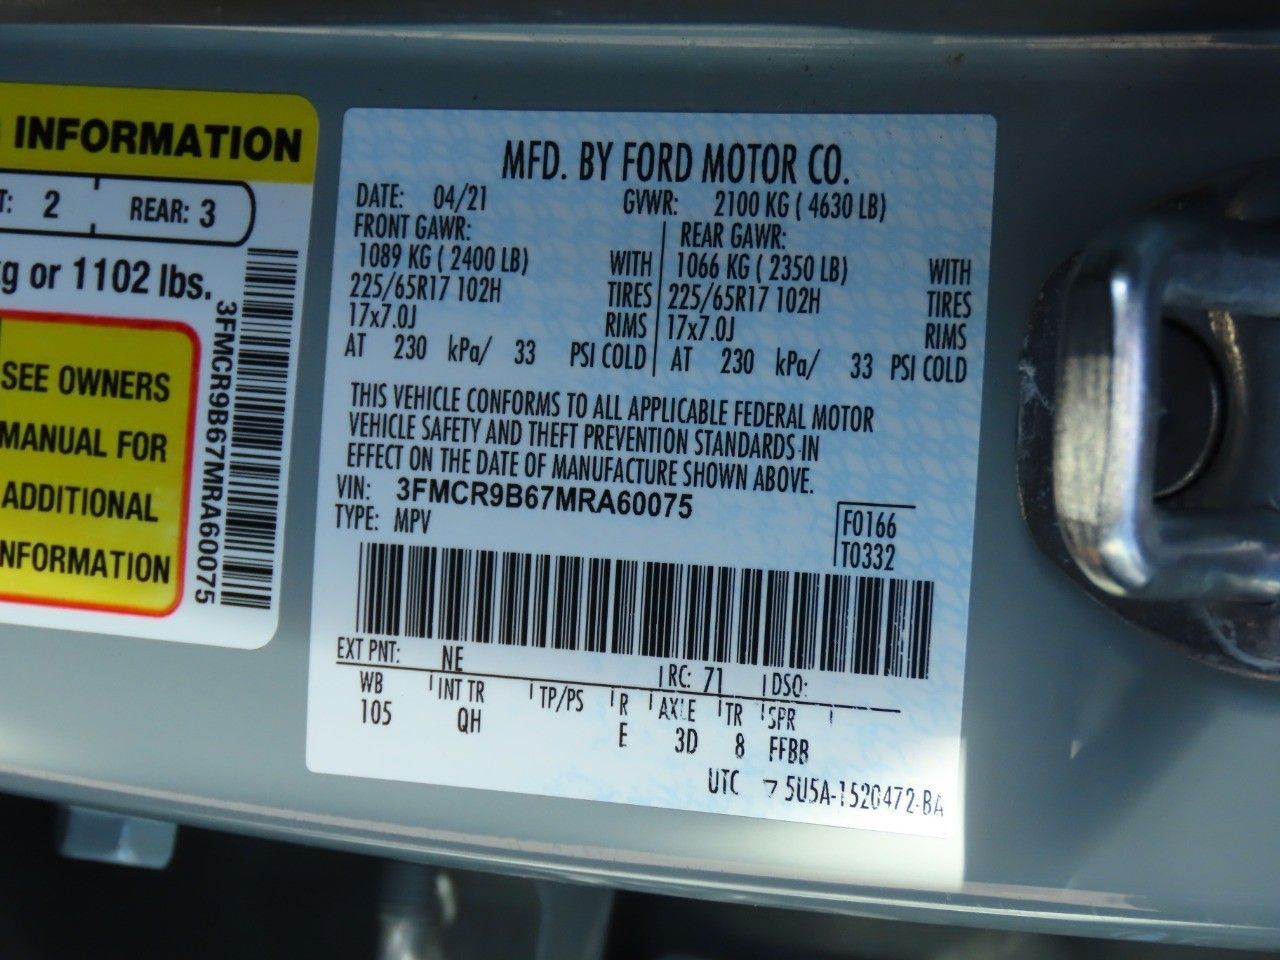 INFORMATION
T: 2 REAR: 3
kg or 1102 lbs.
SEE OWNERS
MANUAL FOR
ADDITIONAL
INFORMATION
3FMCR9B67MRA60075
MFD. BY FORD MOTOR CO.
DATE: 04/21 GVWR: 2100 KG ( 4630 LB)
FRONT GAWR: REAR GAWR:
1089 KG ( 2400 LB) WITH 1066 KG ( 2350 LB) WITH
225/65R17 102H TIRES 225/65R17 102H TIRES
17x7.0J RIMS 17x7.0J RIMS
AT 230 kPa/ 33 PSI COLD AT 230 kPa/ 33 PSI COLD
THIS VEHICLE CONFORMS TO ALL APPLICABLE FEDERAL MOTOR
VEHICLE SAFETY AND THEFT PREVENTION STANDARDS IN
EFFECT ON THE DATE OF MANUFACTURE SHOWN ABOVE.
VIN: 3FMCR9B67MRA60075
TYPE: MPV
F0166
T0332
EXT PNT: NE RC: 71 DSO:
WB INT TR TP/PS R AXLE TR SPR
105 QH E 3D 8 FFBB
UTC 5U5A-1520472-BA